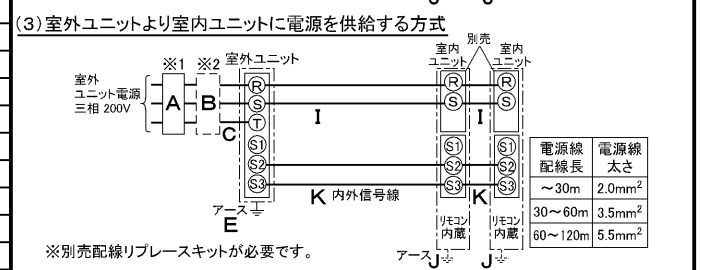 (3)室外ユニットより室内ユニットに電源を供給する方式
※1 ※2 室外ユニット
室内ユニット 別売 室内ユニット
室外
ユニット電源
三相 200V
A B C
R S T S1 S2 S3
I
R S S1 S2 S3
I
R S S1 S2 S3
K 内外信号線 K
アース
E
リモコン内蔵 リモコン内蔵
アース J J
電源線配線長 電源線太さ
～30m 2.0mm²
30～60m 3.5mm²
60～120m 5.5mm²
※別売配線リプレースキットが必要です。